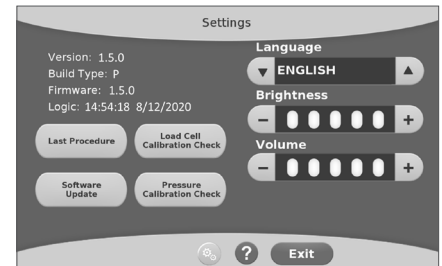 Settings
Version: 1.5.0
Build Type: P
Firmware: 1.5.0
Logic: 14:54:18 8/12/2020
Last Procedure
Load Cell
Calibration Check
Software
Update
Pressure
Calibration Check
Language
ENGLISH
Brightness
- +
Volume
- +
? Exit